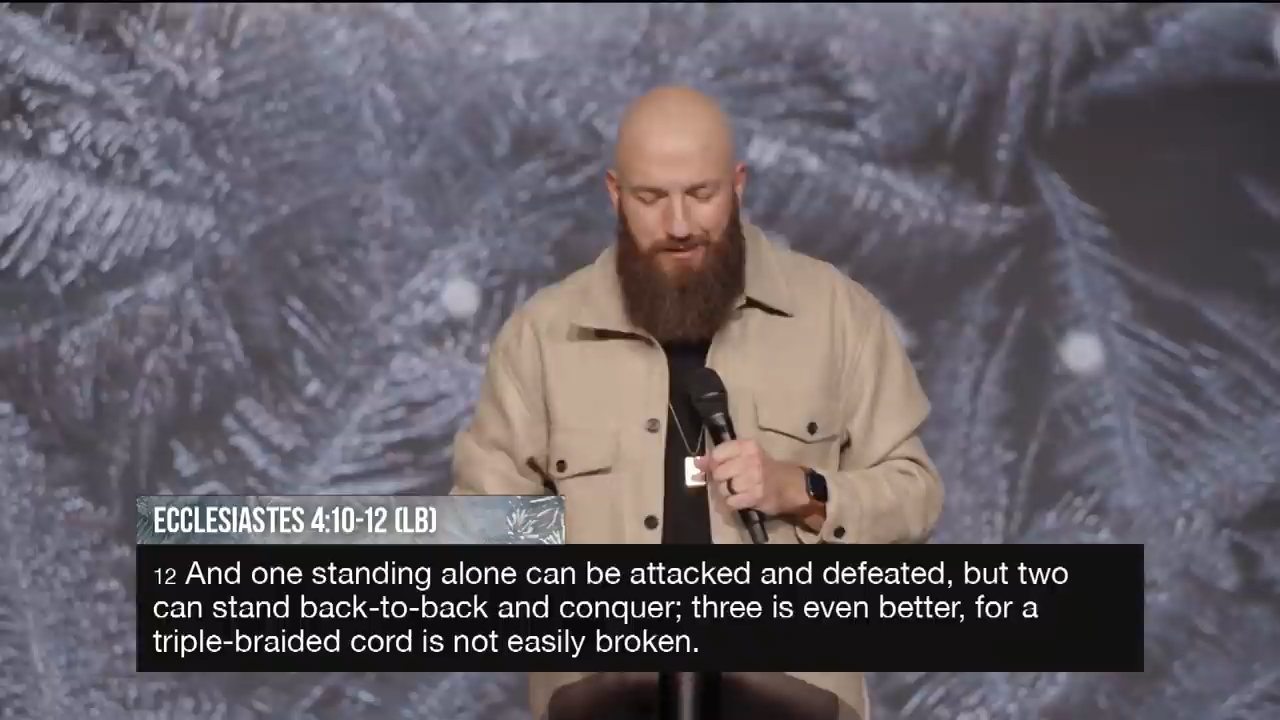 ECCLESIASTES 4:10-12 (LB)
12 And one standing alone can be attacked and defeated, but two
can stand back-to-back and conquer; three is even better, for a
triple-braided cord is not easily broken.